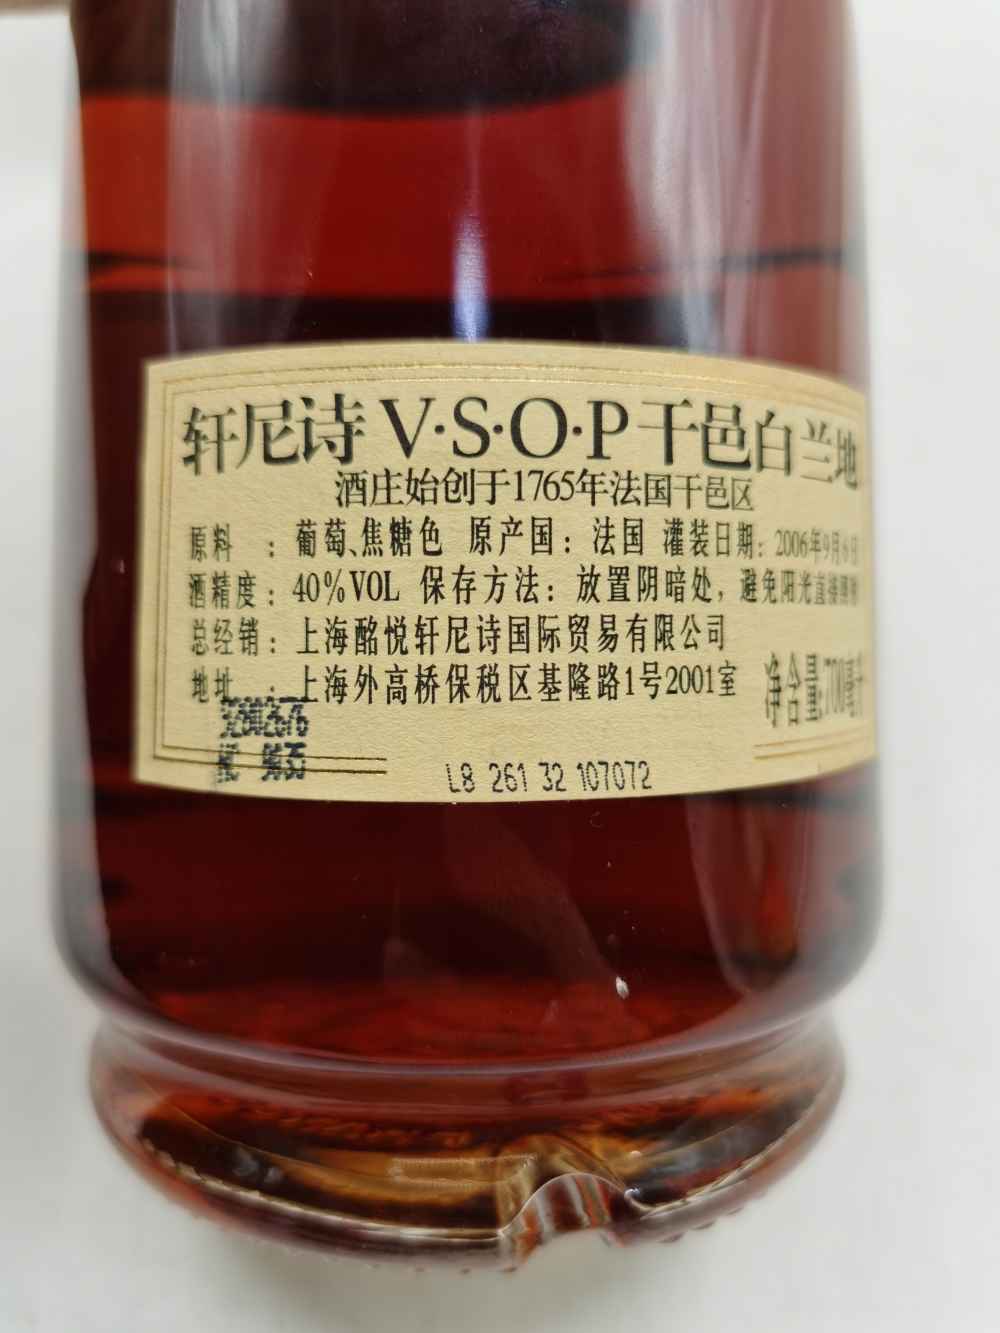 轩尼诗 V·S·O·P 干邑白兰地
酒庄始创于1765年法国干邑区
原料 : 葡萄、焦糖色 原产国: 法国 灌装日期: 2006年9月6日
酒精度: 40%VOL 保存方法: 放置阴暗处, 避免阳光直接照射
总经销: 上海酩悦轩尼诗国际贸易有限公司
地址 : 上海外高桥保税区基隆路1号2001室
净含量:700毫升
L8 261 32 107072